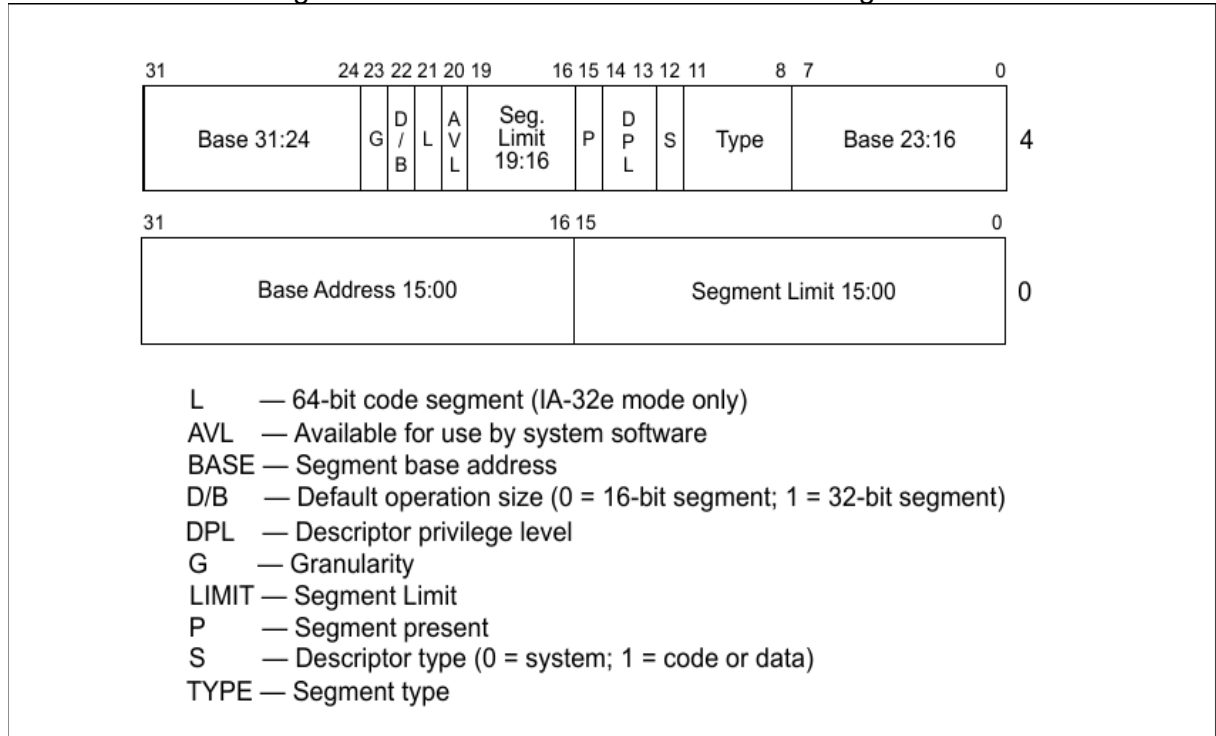 31 24 23 22 21 20 19 16 15 14 13 12 11 8 7 0
Base 31:24 G D/B L AVL Seg. Limit 19:16 P DPL S Type Base 23:16 4
31 16 15 0
Base Address 15:00 Segment Limit 15:00 0
L — 64-bit code segment (IA-32e mode only)
AVL — Available for use by system software
BASE — Segment base address
D/B — Default operation size (0 = 16-bit segment; 1 = 32-bit segment)
DPL — Descriptor privilege level
G — Granularity
LIMIT — Segment Limit
P — Segment present
S — Descriptor type (0 = system; 1 = code or data)
TYPE — Segment type